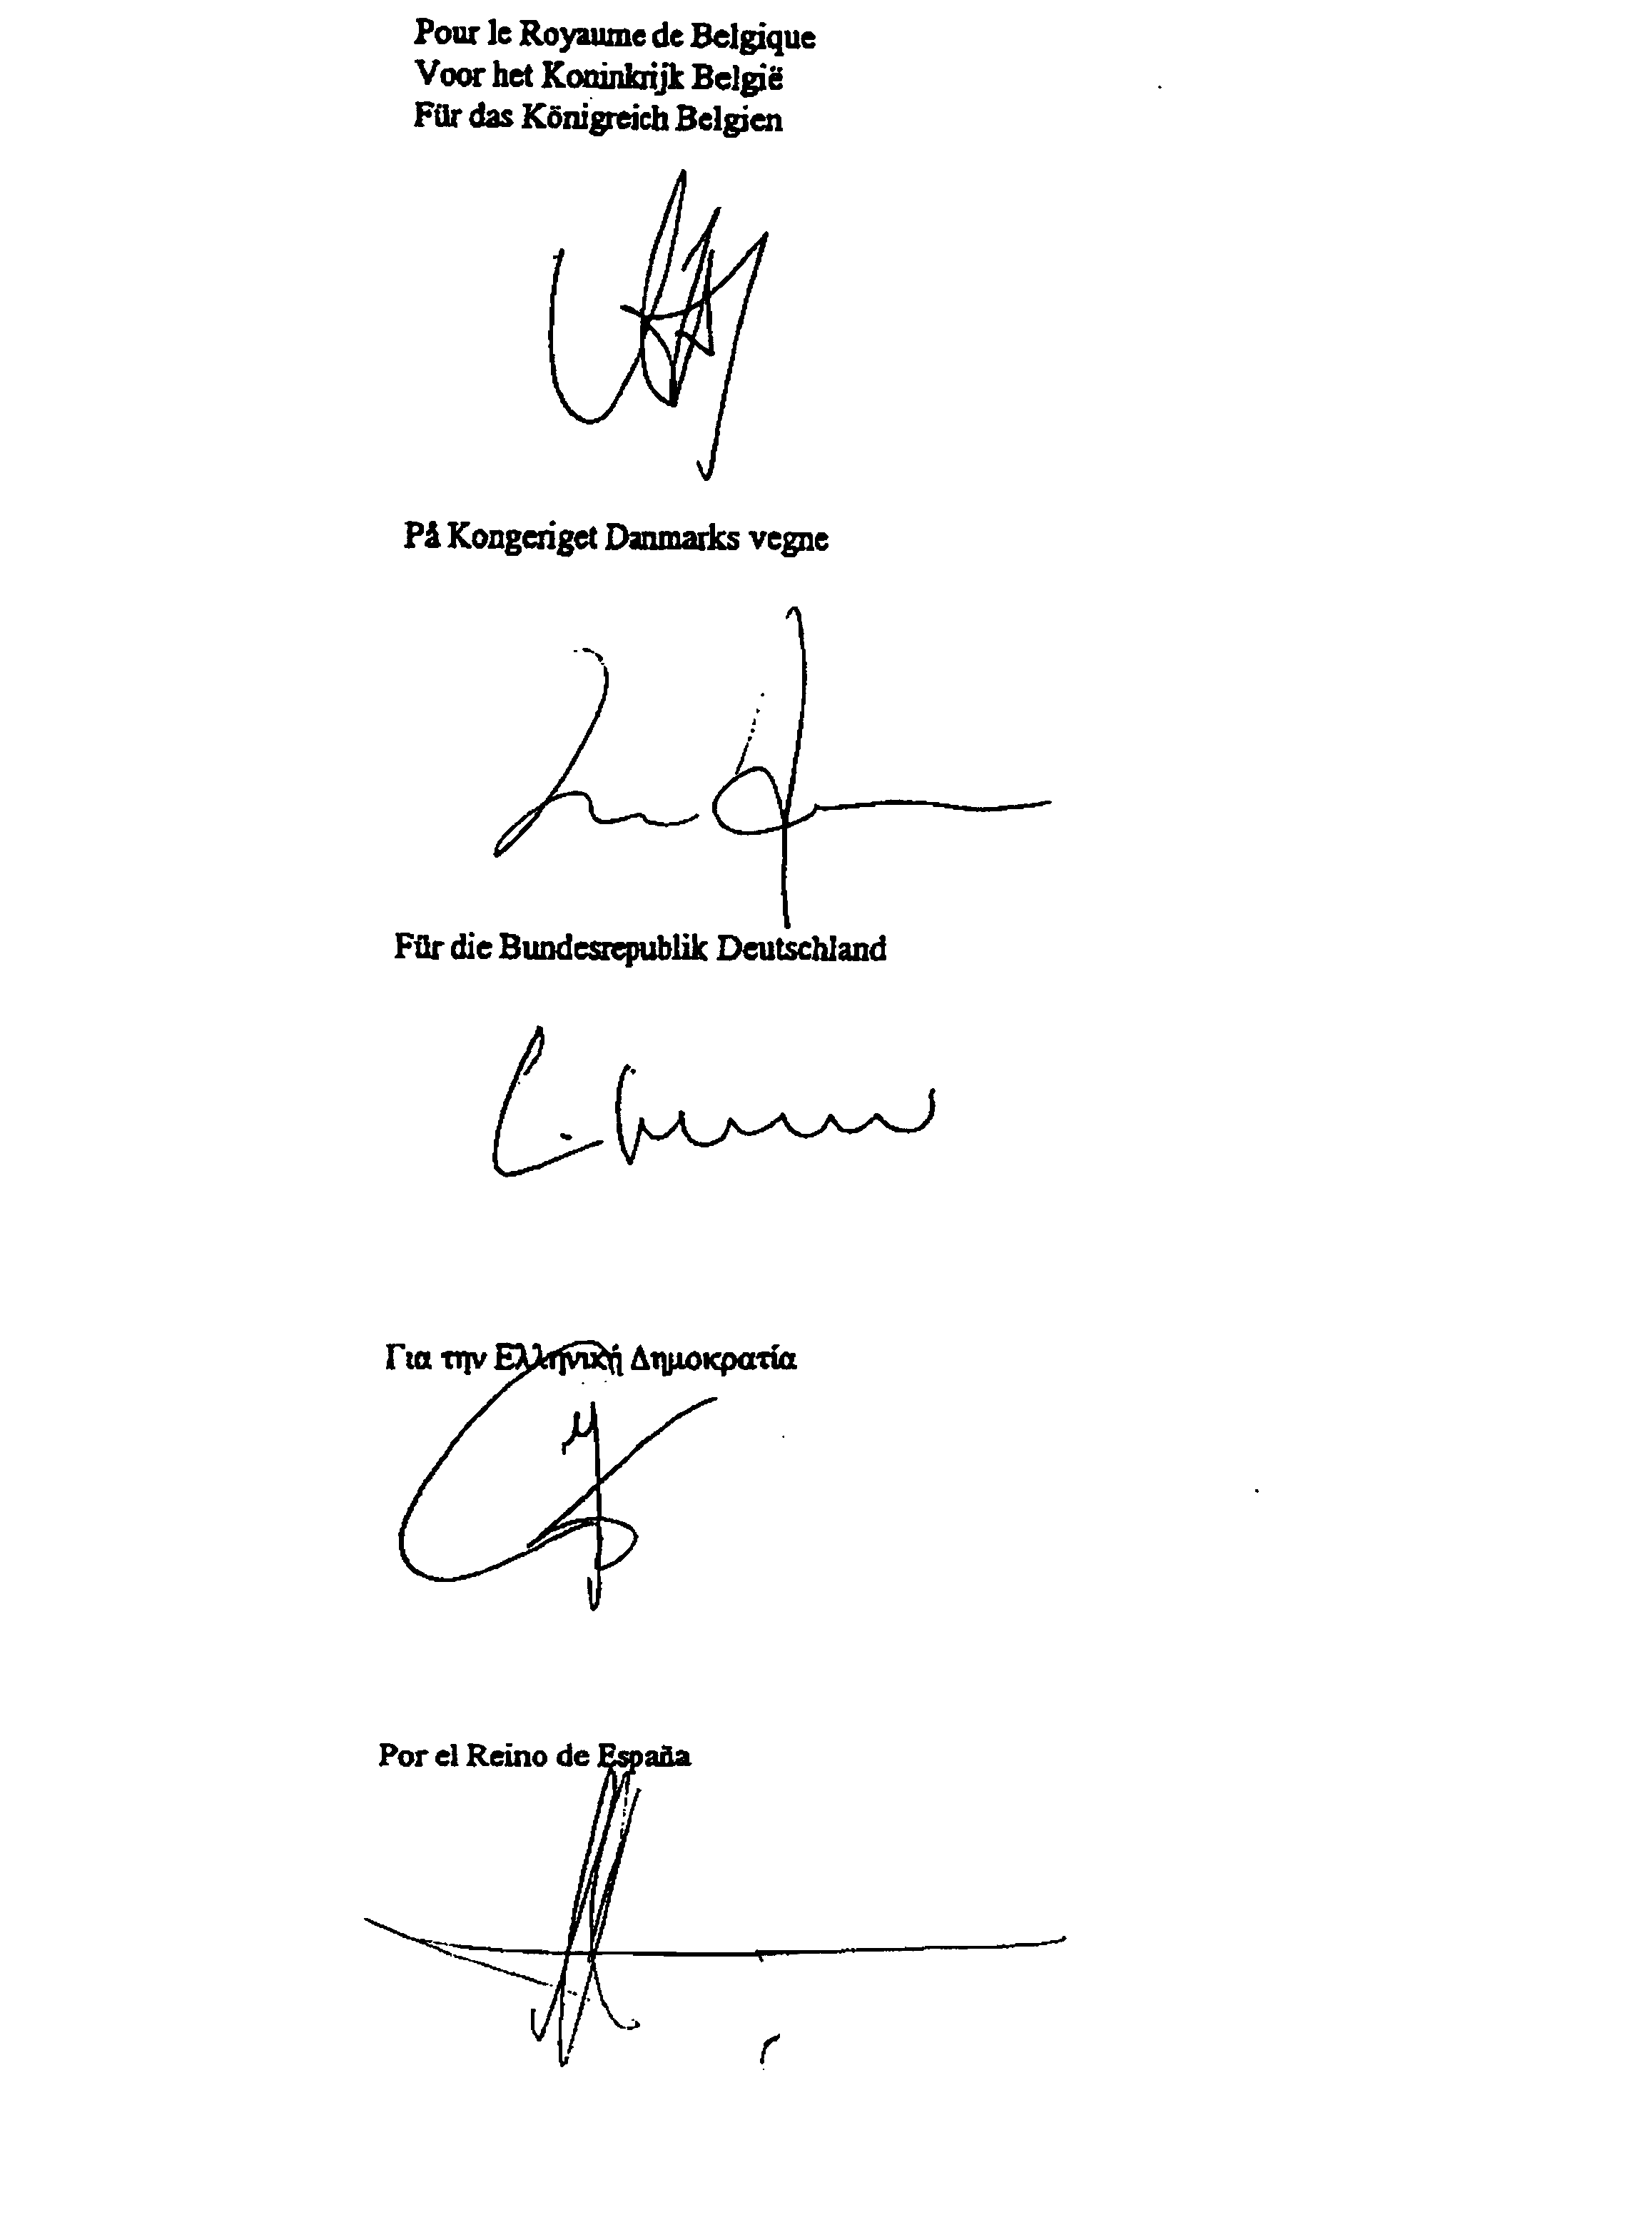 Pour le Royaume de Belgique
Voor het Koninkrijk België
Für das Königreich Belgien
På Kongeriget Danmarks vegne
Für die Bundesrepublik Deutschland
Για την Ελληνική Δημοκρατία
Por el Reino de España